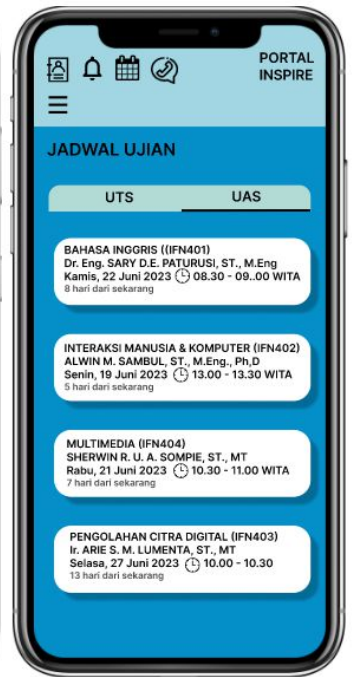 PORTAL
INSPIRE
JADWAL UJIAN
UTS
UAS
BAHASA INGGRIS ((IFN401)
Dr. Eng. SARY D.E. PATURUSI, ST., M.Eng
Kamis, 22 Juni 2023 08.30 - 09..00 WITA
8 hari dari sekarang
INTERAKSI MANUSIA & KOMPUTER (IFN402)
ALWIN M. SAMBUL, ST., M.Eng., Ph,D
Senin, 19 Juni 2023 13.00 - 13.30 WITA
5 hari dari sekarang
MULTIMEDIA (IFN404)
SHERWIN R. U. A. SOMPIE, ST., MT
Rabu, 21 Juni 2023 10.30 - 11.00 WITA
7 hari dari sekarang
PENGOLAHAN CITRA DIGITAL (IFN403)
Ir. ARIE S. M. LUMENTA, ST., MT
Selasa, 27 Juni 2023 10.00 - 10.30
13 hari dari sekarang